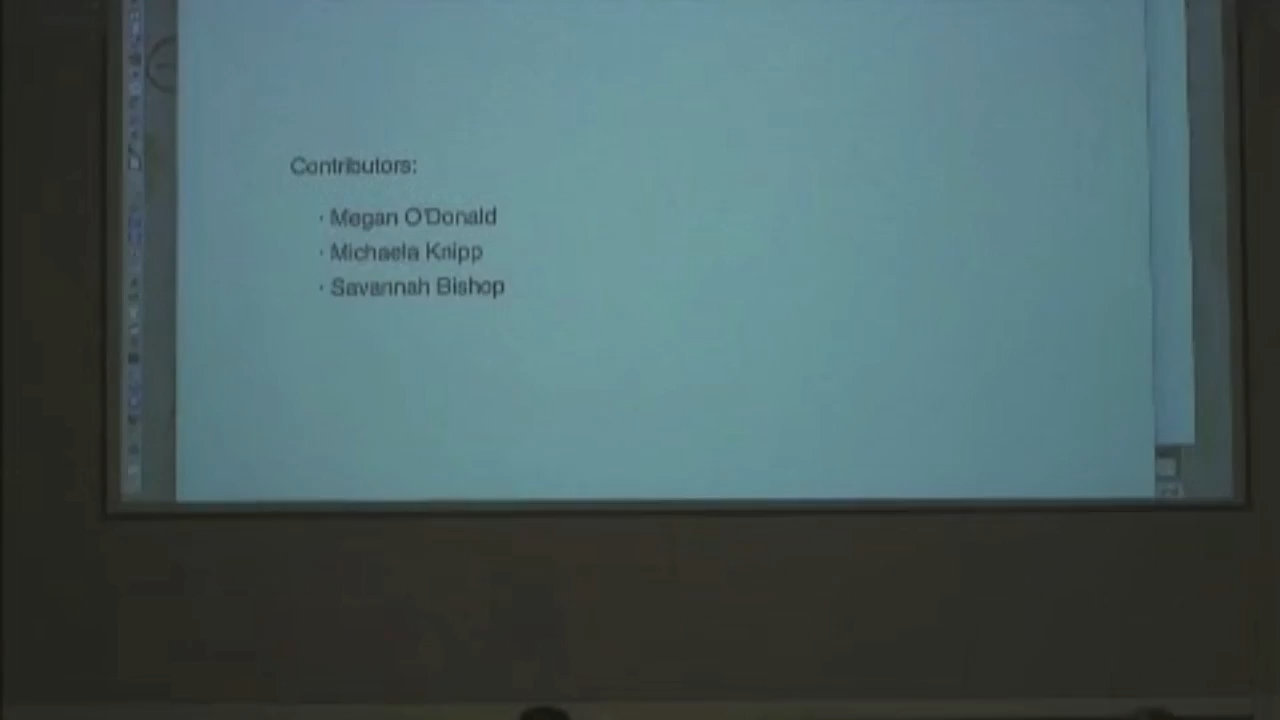 Contributors:
· Megan O'Donald
· Michaela Knipp
· Savannah Bishop